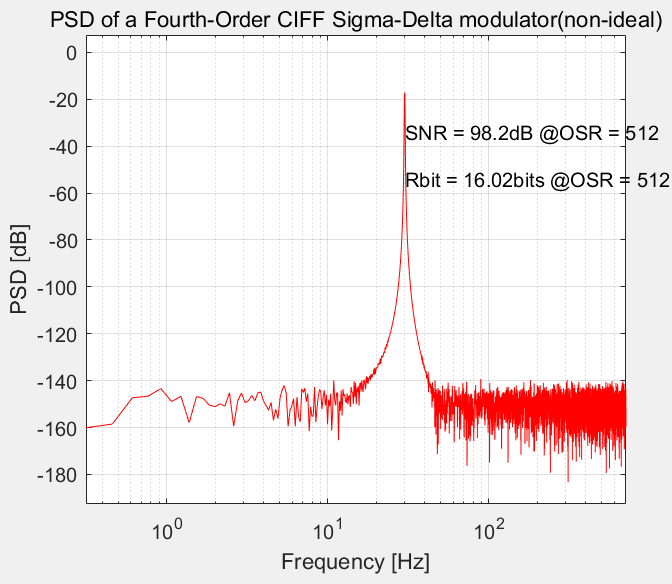 PSD of a Fourth-Order CIFF Sigma-Delta modulator(non-ideal)
0
-20
SNR = 98.2dB @OSR = 512
-40
Rbit = 16.02bits @OSR = 512
-60
-80
PSD [dB]
-100
-120
-140
-160
-180
10^0
10^1
10^2
Frequency [Hz]